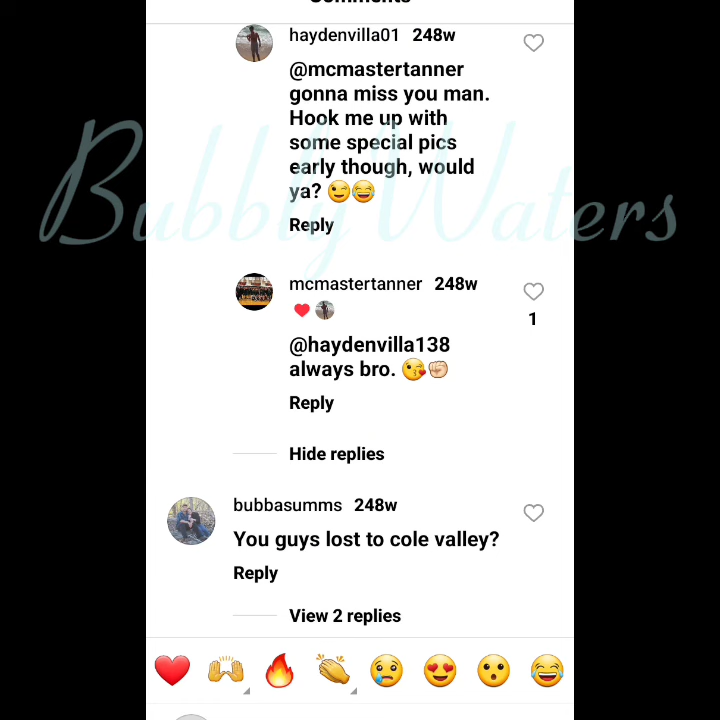 Comments
haydenvilla01 248w
@mcmastertanner
gonna miss you man.
Hook me up with
some special pics
early though, would
ya? 😉😂
Reply
mcmastertanner 248w
1
@haydenvilla138
always bro. 😘✊🏼
Reply
Hide replies
bubbasumms 248w
You guys lost to cole valley?
Reply
View 2 replies
BubblyWaters